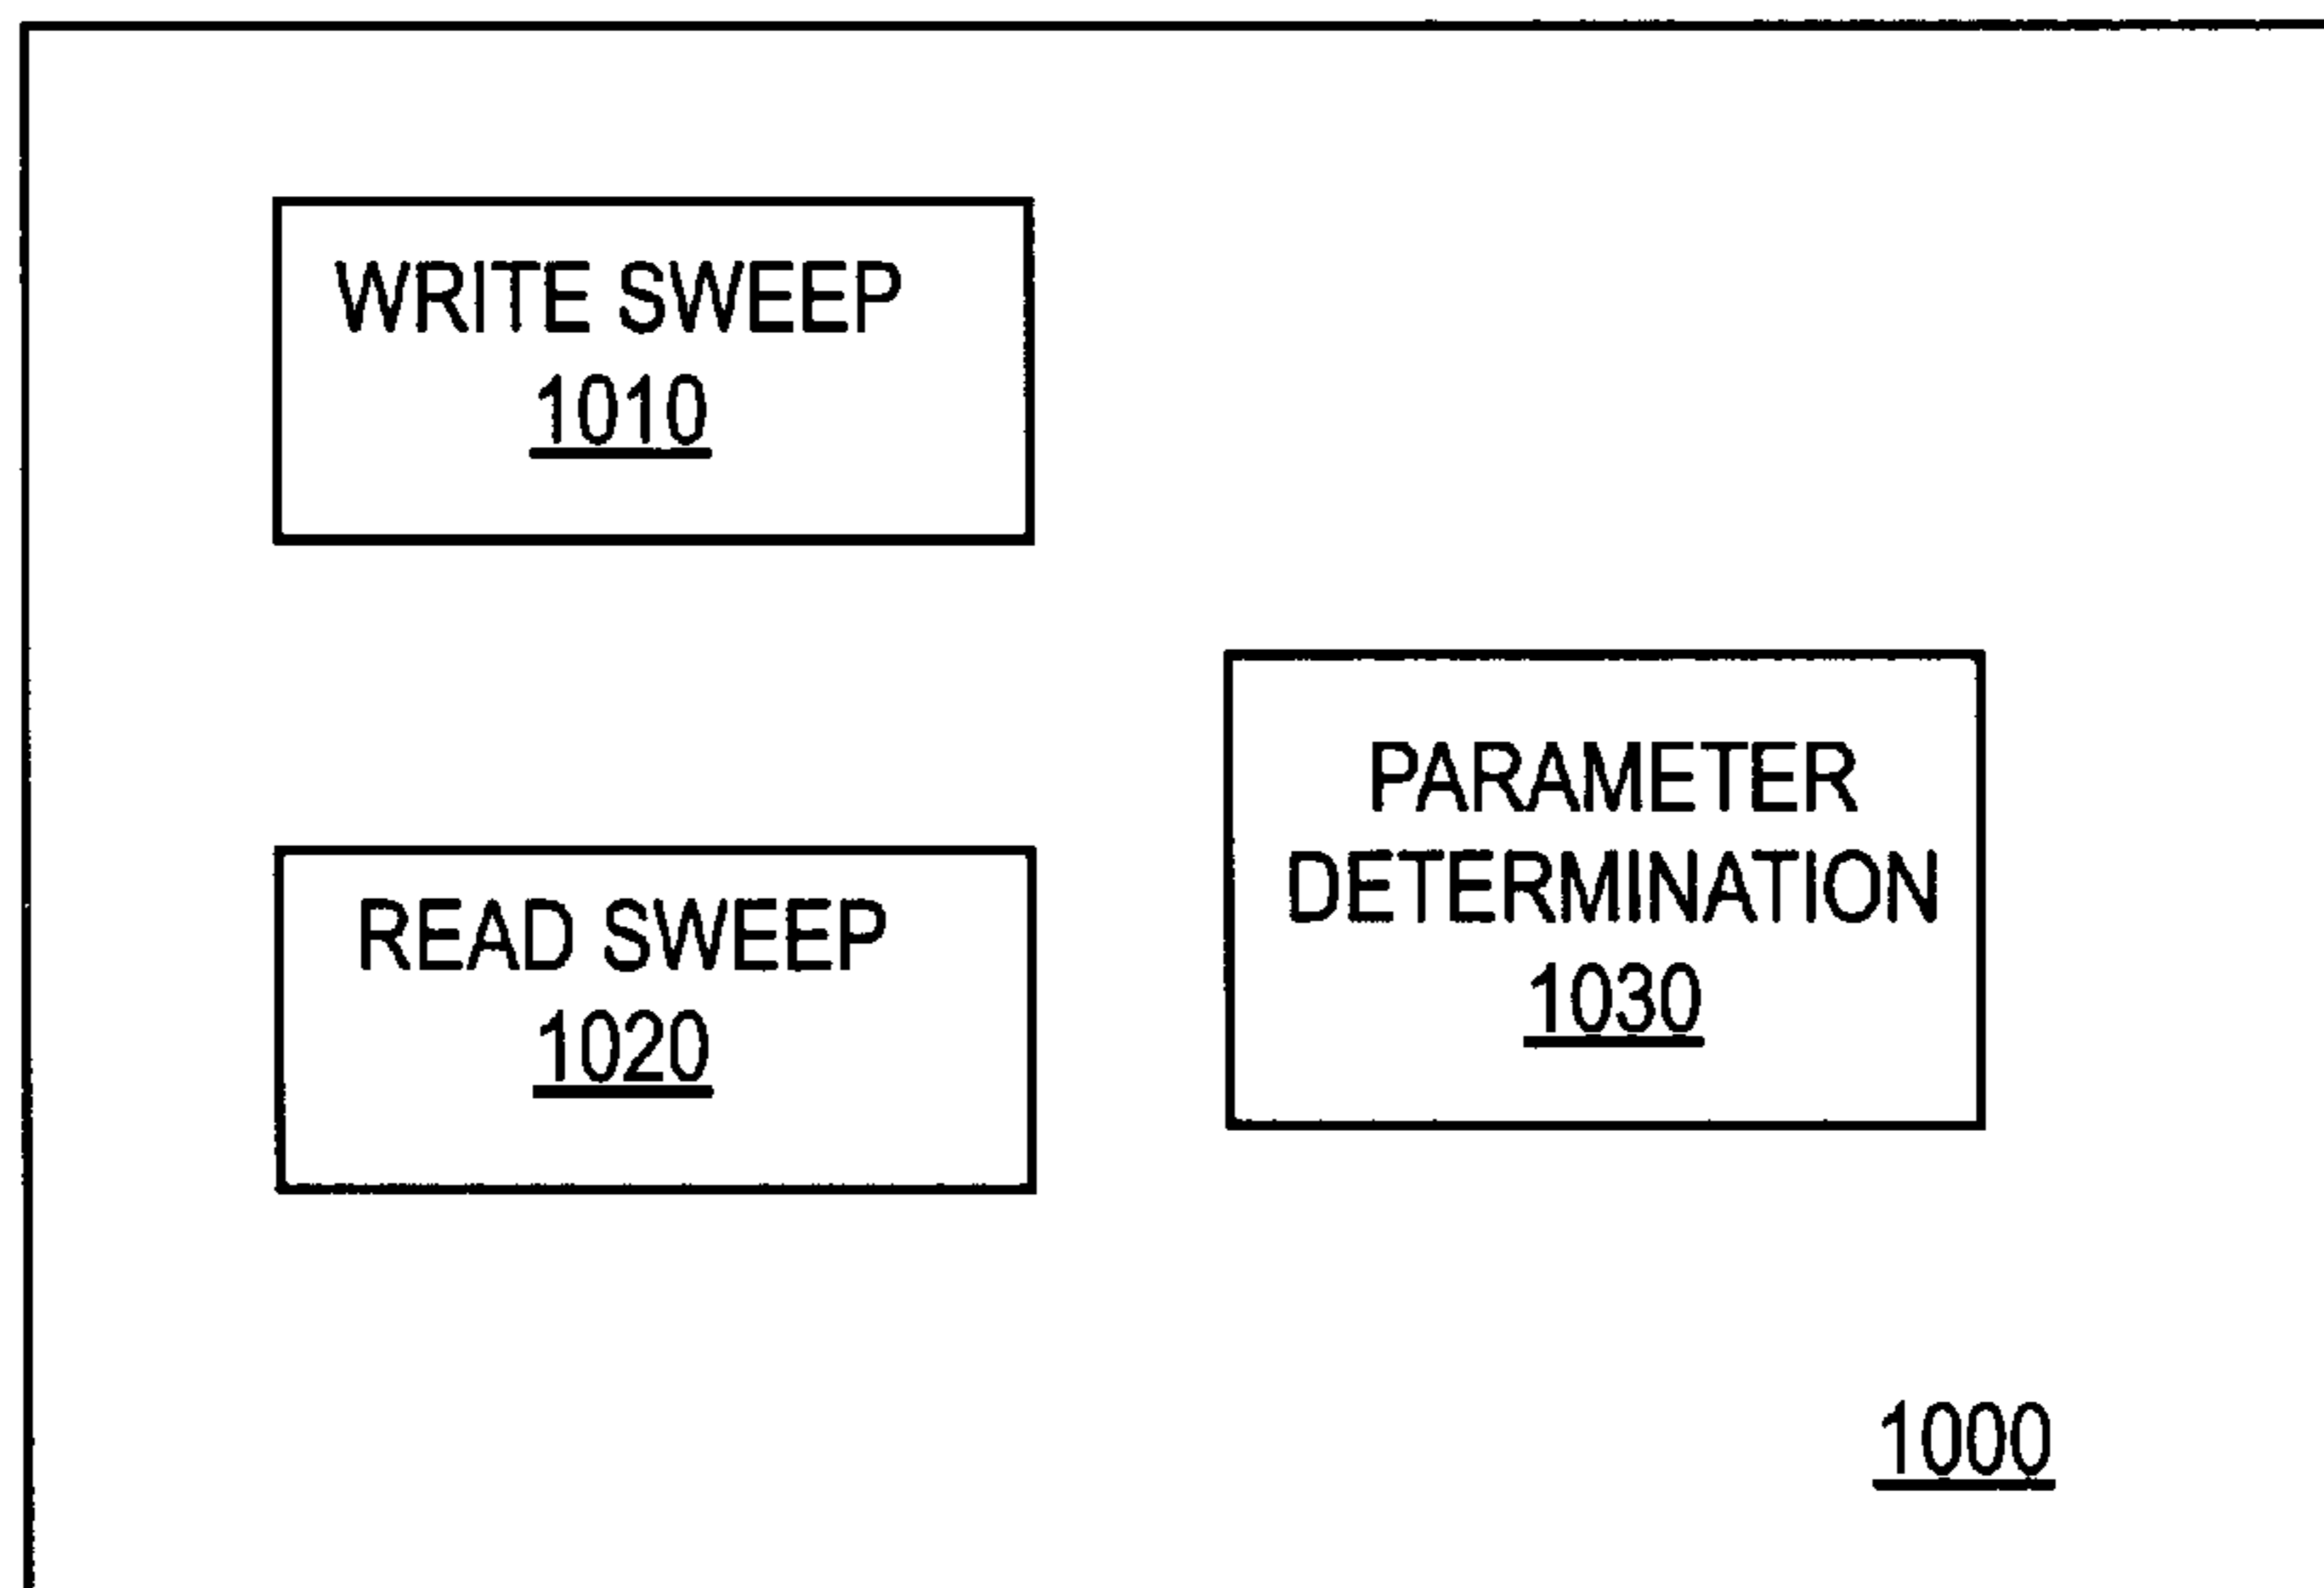 WRITE SWEEP
1010
READ SWEEP
1020
PARAMETER
DETERMINATION
1030
1000